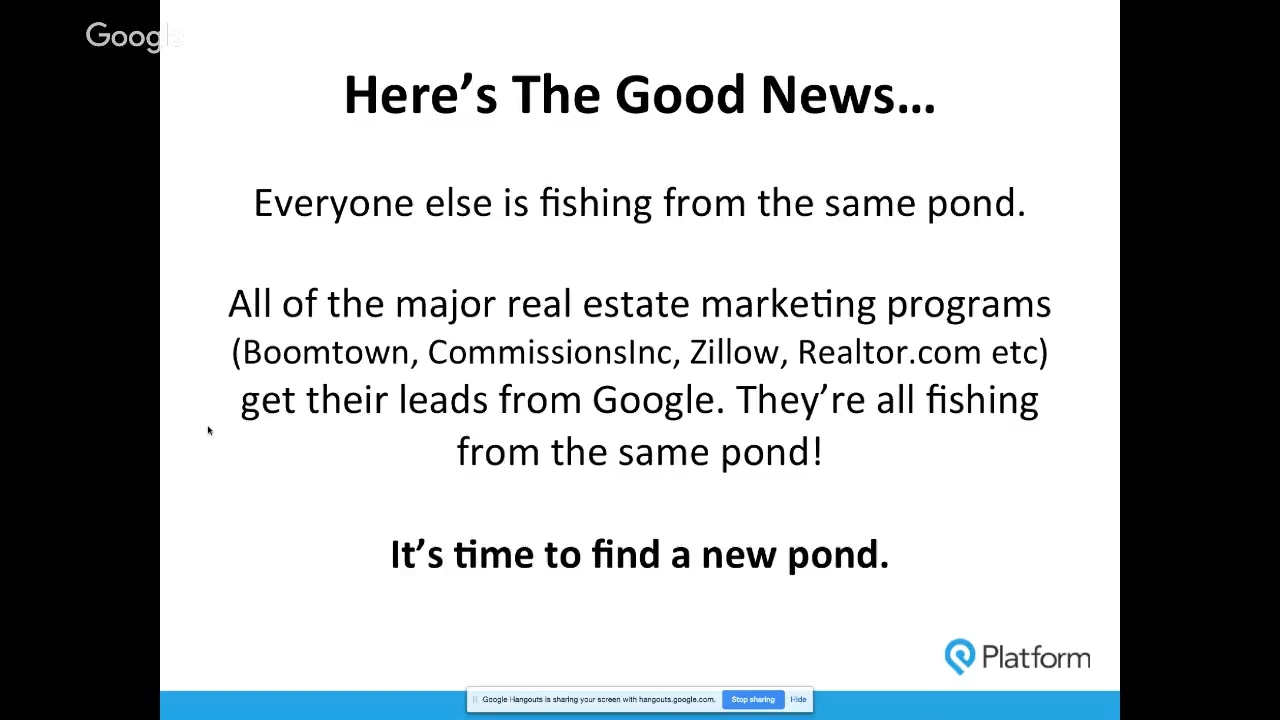 Google
Here's The Good News…
Everyone else is fishing from the same pond.
All of the major real estate marketing programs
(Boomtown, CommissionsInc, Zillow, Realtor.com etc)
get their leads from Google. They're all fishing
from the same pond!
It's time to find a new pond.
Platform
Google Hangouts is sharing your screen with hangouts.google.com.
Stop sharing
Hide